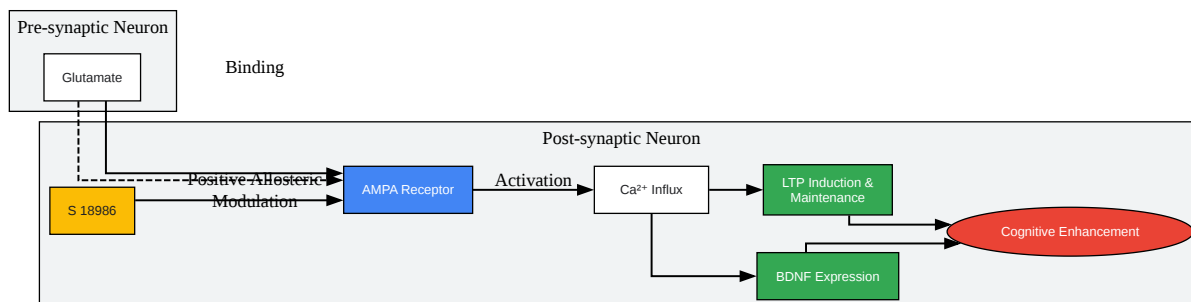 Pre-synaptic Neuron
Glutamate
Binding
Post-synaptic Neuron
Positive Allosteric
Modulation
S 18986
AMPA Receptor
Activation
Ca²⁺ Influx
LTP Induction &
Maintenance
Cognitive Enhancement
BDNF Expression